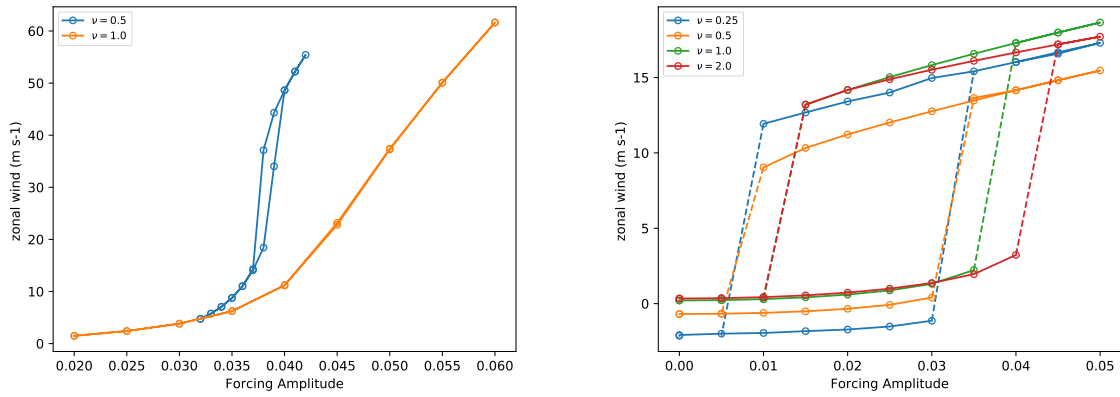 ν = 0.5
ν = 1.0
zonal wind (m s-1)
60
50
40
30
20
10
0
0.020 0.025 0.030 0.035 0.040 0.045 0.050 0.055 0.060
Forcing Amplitude
ν = 0.25
ν = 0.5
ν = 1.0
ν = 2.0
zonal wind (m s-1)
15
10
5
0
0.00 0.01 0.02 0.03 0.04 0.05
Forcing Amplitude